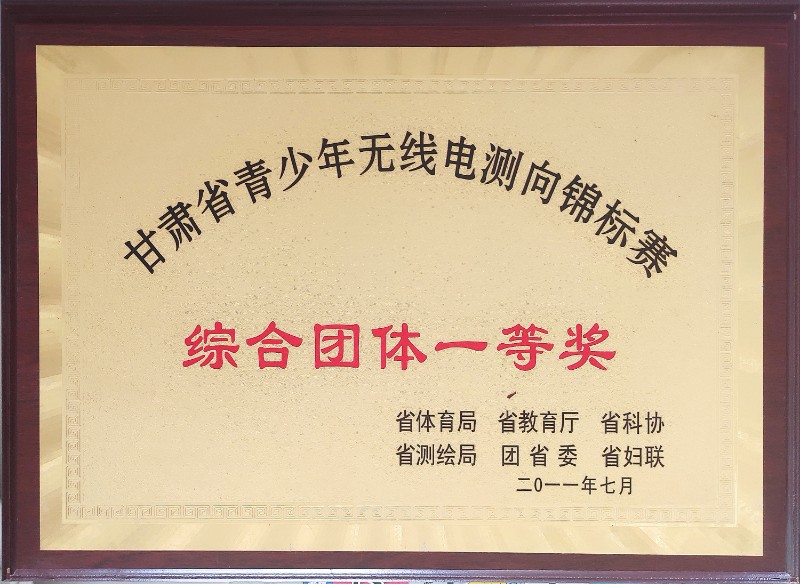 甘肃省青少年无线电测向锦标赛
综合团体一等奖
省体育局 省教育厅 省科协
省测绘局 团省委 省妇联
二0一一年七月